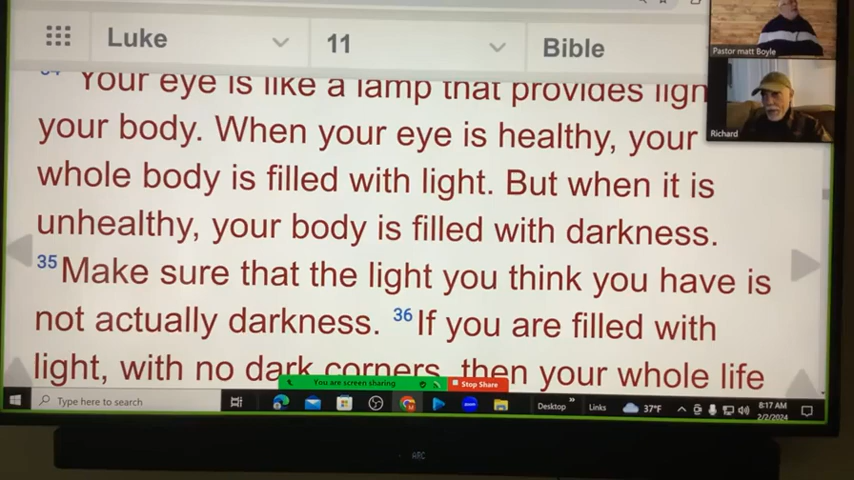 Luke
11
Bible
Pastor matt Boyle
Richard
34 Your eye is like a lamp that provides ligh
your body. When your eye is healthy, your
whole body is filled with light. But when it is
unhealthy, your body is filled with darkness.
35 Make sure that the light you think you have is
not actually darkness. 36 If you are filled with
light, with no dark corners, then your whole life
You are screen sharing
Stop Share
Type here to search
Desktop
Links
37°F
8:17 AM
2/2/2024
ARC